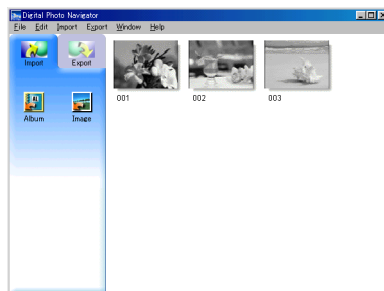 Digital Photo Navigator
File Edit Import Export Window Help
Import Export
001 002 003
Album Image